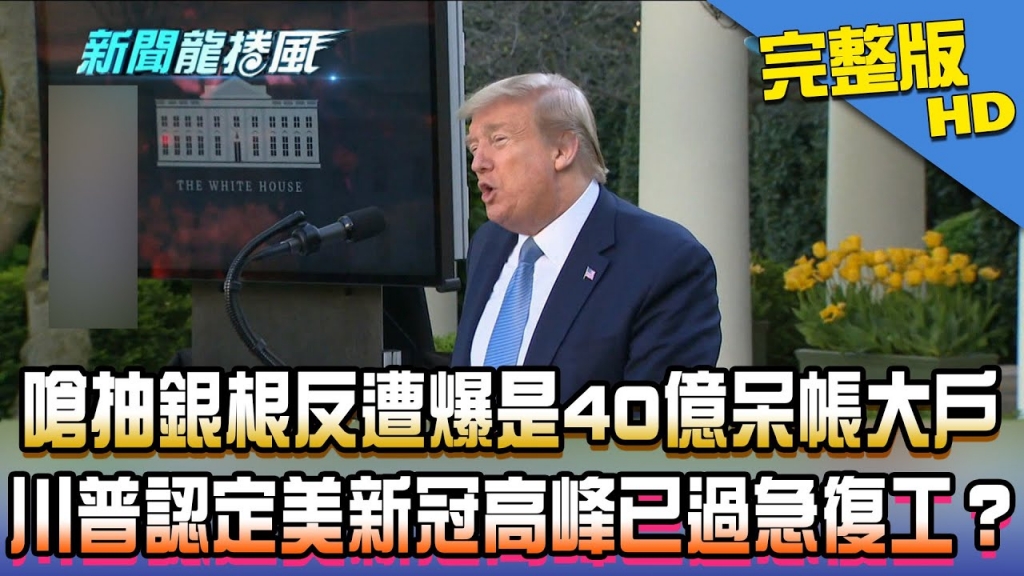 新聞龍捲風
完整版
HD
THE WHITE HOUSE
嗆抽銀根反遭爆是40億呆帳大戶
川普認定美新冠高峰已過急復工?